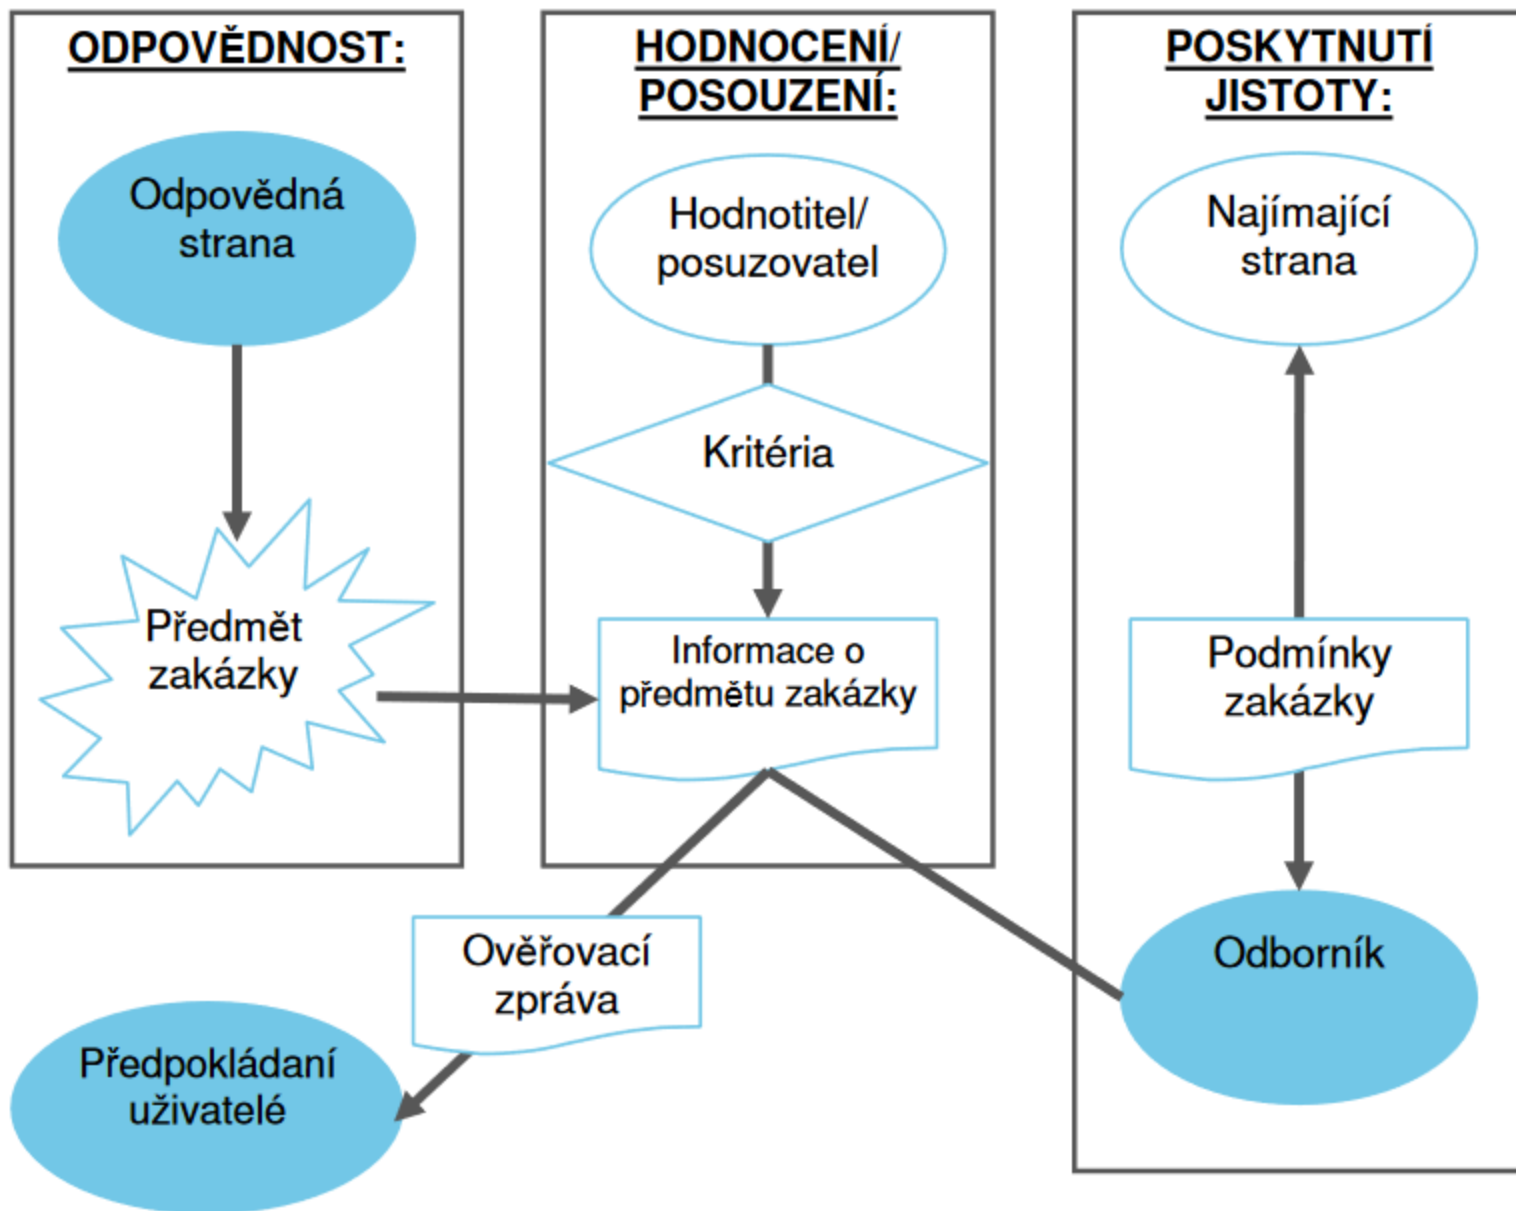 ODPOVĚDNOST:
Odpovědná
strana
Předmět
zakázky
HODNOCENÍ/
POSOUZENÍ:
Hodnotitel/
posuzovatel
Kritéria
Informace o
předmětu zakázky
POSKYTNUTÍ
JISTOTY:
Najímající
strana
Podmínky
zakázky
Odborník
Ověřovací
zpráva
Předpokládaní
uživatelé